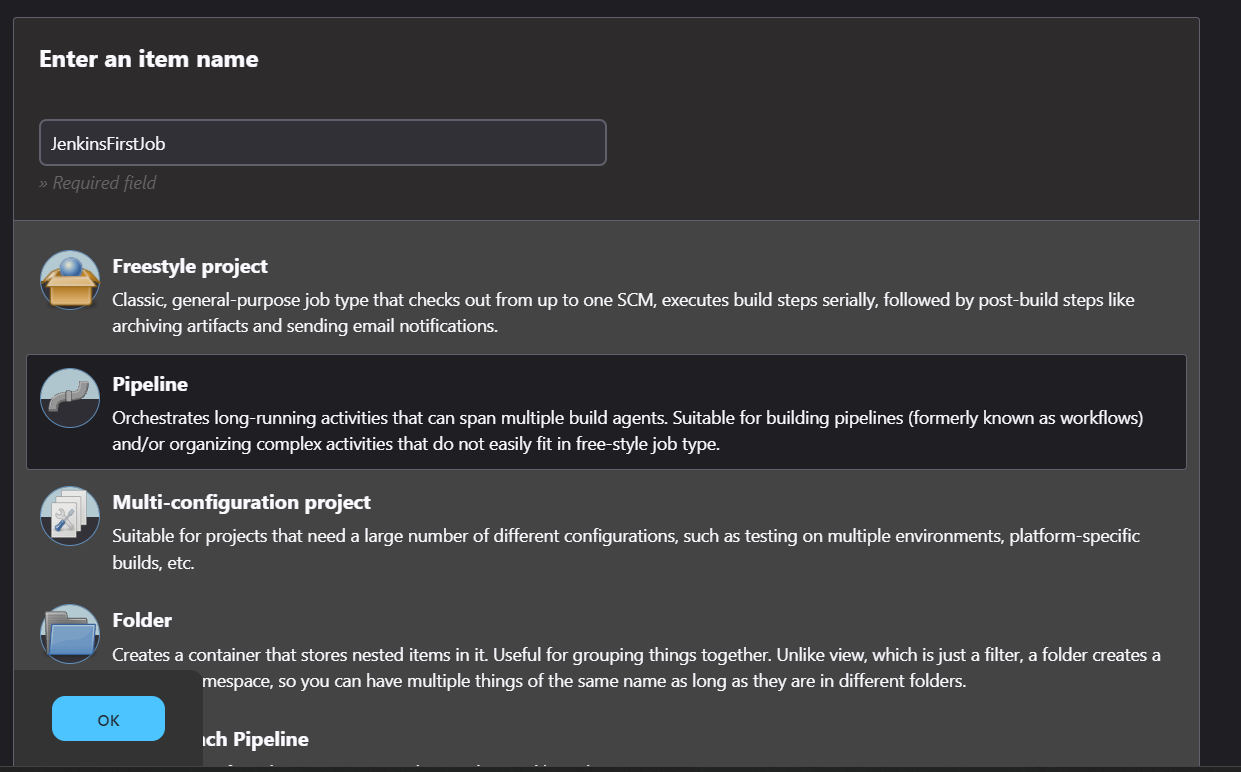 Enter an item name
JenkinsFirstJob
» Required field
Freestyle project
Classic, general-purpose job type that checks out from up to one SCM, executes build steps serially, followed by post-build steps like
archiving artifacts and sending email notifications.
Pipeline
Orchestrates long-running activities that can span multiple build agents. Suitable for building pipelines (formerly known as workflows)
and/or organizing complex activities that do not easily fit in free-style job type.
Multi-configuration project
Suitable for projects that need a large number of different configurations, such as testing on multiple environments, platform-specific
builds, etc.
Folder
Creates a container that stores nested items in it. Useful for grouping things together. Unlike view, which is just a filter, a folder creates a
mespace, so you can have multiple things of the same name as long as they are in different folders.
OK
nch Pipeline